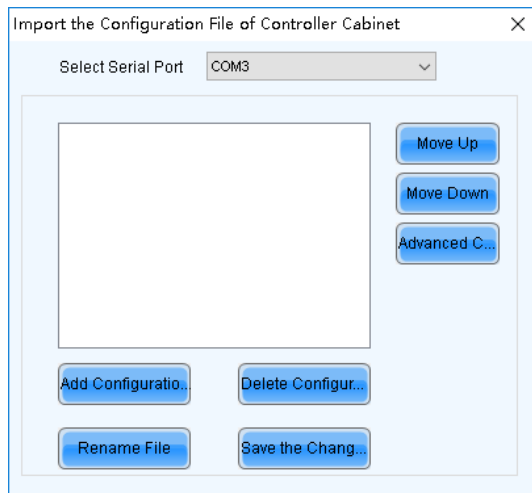 Import the Configuration File of Controller Cabinet
Select Serial Port COM3
Move Up
Move Down
Advanced C...
Add Configuratio...
Delete Configur...
Rename File
Save the Chang...